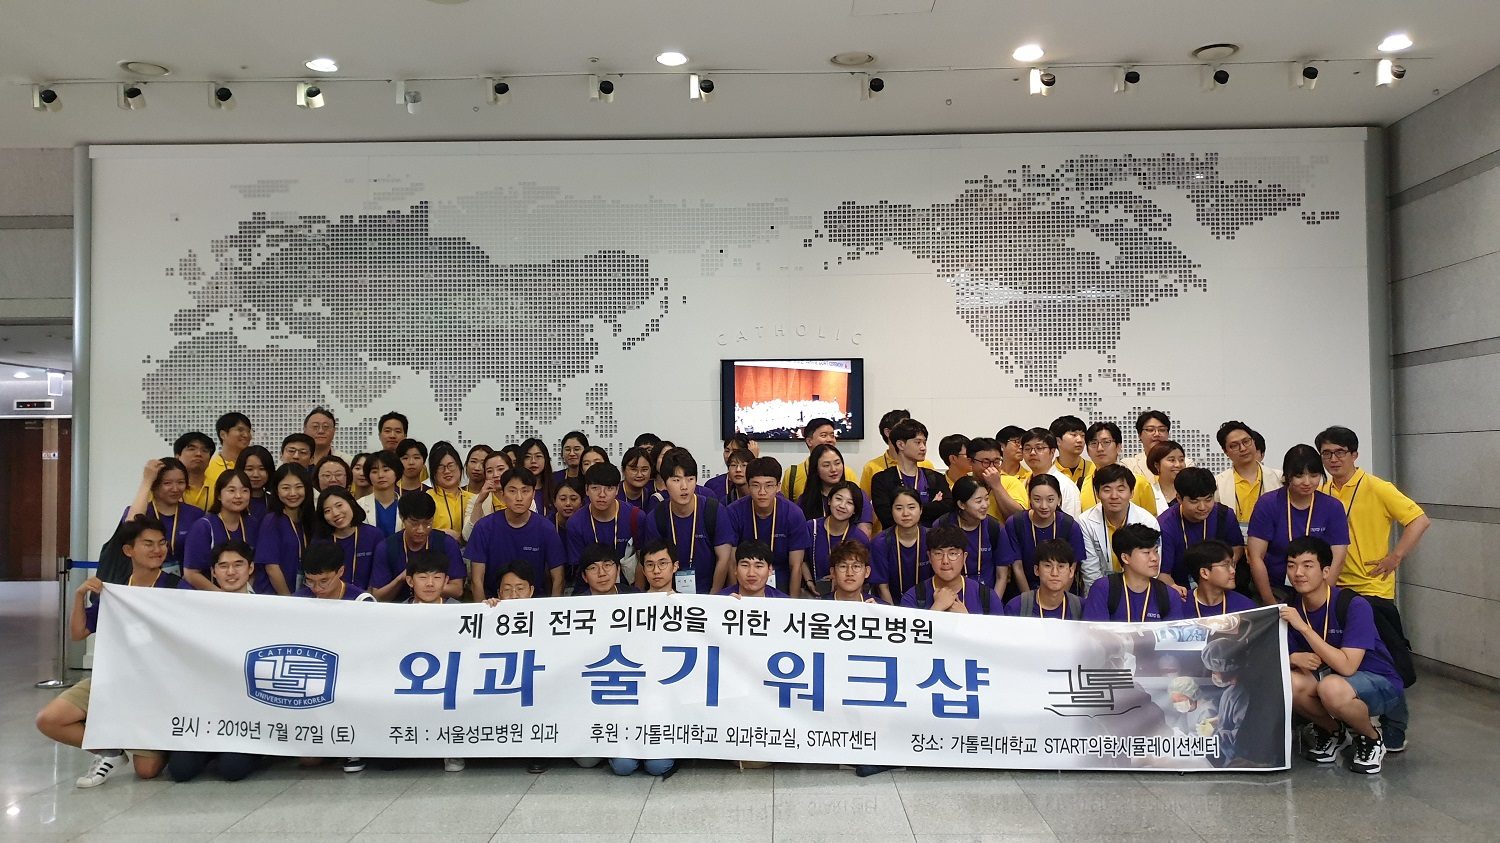 CATHOLIC
제 8회 전국 의대생을 위한 서울성모병원
외과 술기 워크샵
CATHOLIC
가톨
UNIVERSITY OF KOREA
가톨
일시 : 2019년 7월 27일 (토) 주최 : 서울성모병원 외과 후원 : 가톨릭대학교 외과학교실, START센터 장소: 가톨릭대학교 START의학시뮬레이션센터